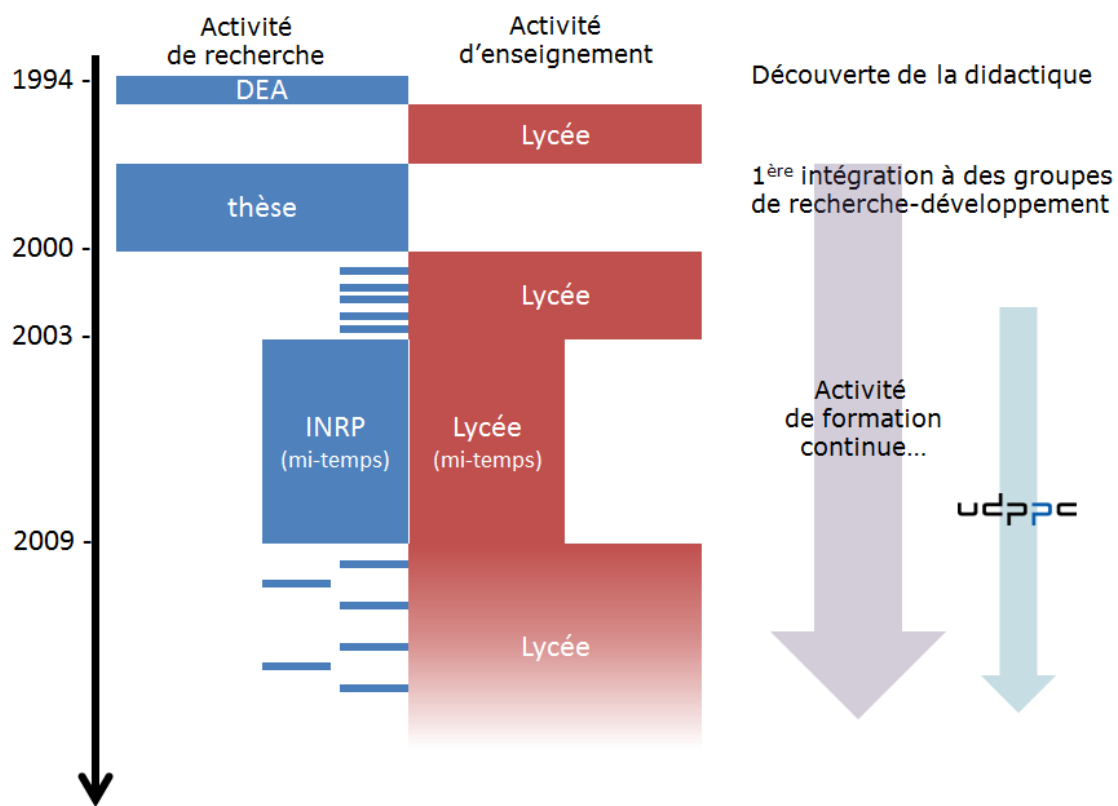 Activité
de recherche
Activité
d'enseignement
1994 -
DEA
Découverte de la didactique
Lycée
1ère intégration à des groupes
de recherche-développement
thèse
2000 -
Lycée
2003 -
INRP
(mi-temps)
Lycée
(mi-temps)
Activité
de formation
continue…
udppc
2009 -
Lycée